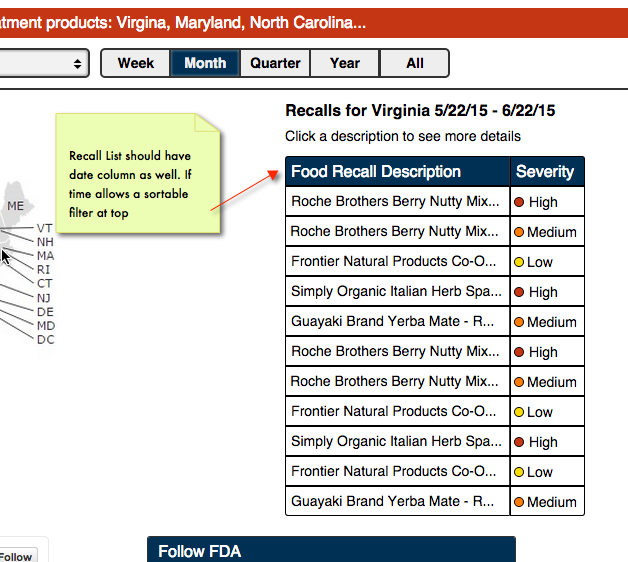 atment products: Virgina, Maryland, North Carolina...
Week Month Quarter Year All
Recalls for Virginia 5/22/15 - 6/22/15
Click a description to see more details
Recall List should have
date column as well. If
time allows a sortable
filter at top
Food Recall Description Severity
Roche Brothers Berry Nutty Mix... High
Roche Brothers Berry Nutty Mix... Medium
Frontier Natural Products Co-O... Low
Simply Organic Italian Herb Spa... High
Guayaki Brand Yerba Mate - R... Medium
Roche Brothers Berry Nutty Mix... High
Roche Brothers Berry Nutty Mix... Medium
Frontier Natural Products Co-O... Low
Simply Organic Italian Herb Spa... High
Frontier Natural Products Co-O... Low
Guayaki Brand Yerba Mate - R... Medium
ME
VT
NH
MA
RI
CT
NJ
DE
MD
DC
Follow
Follow FDA